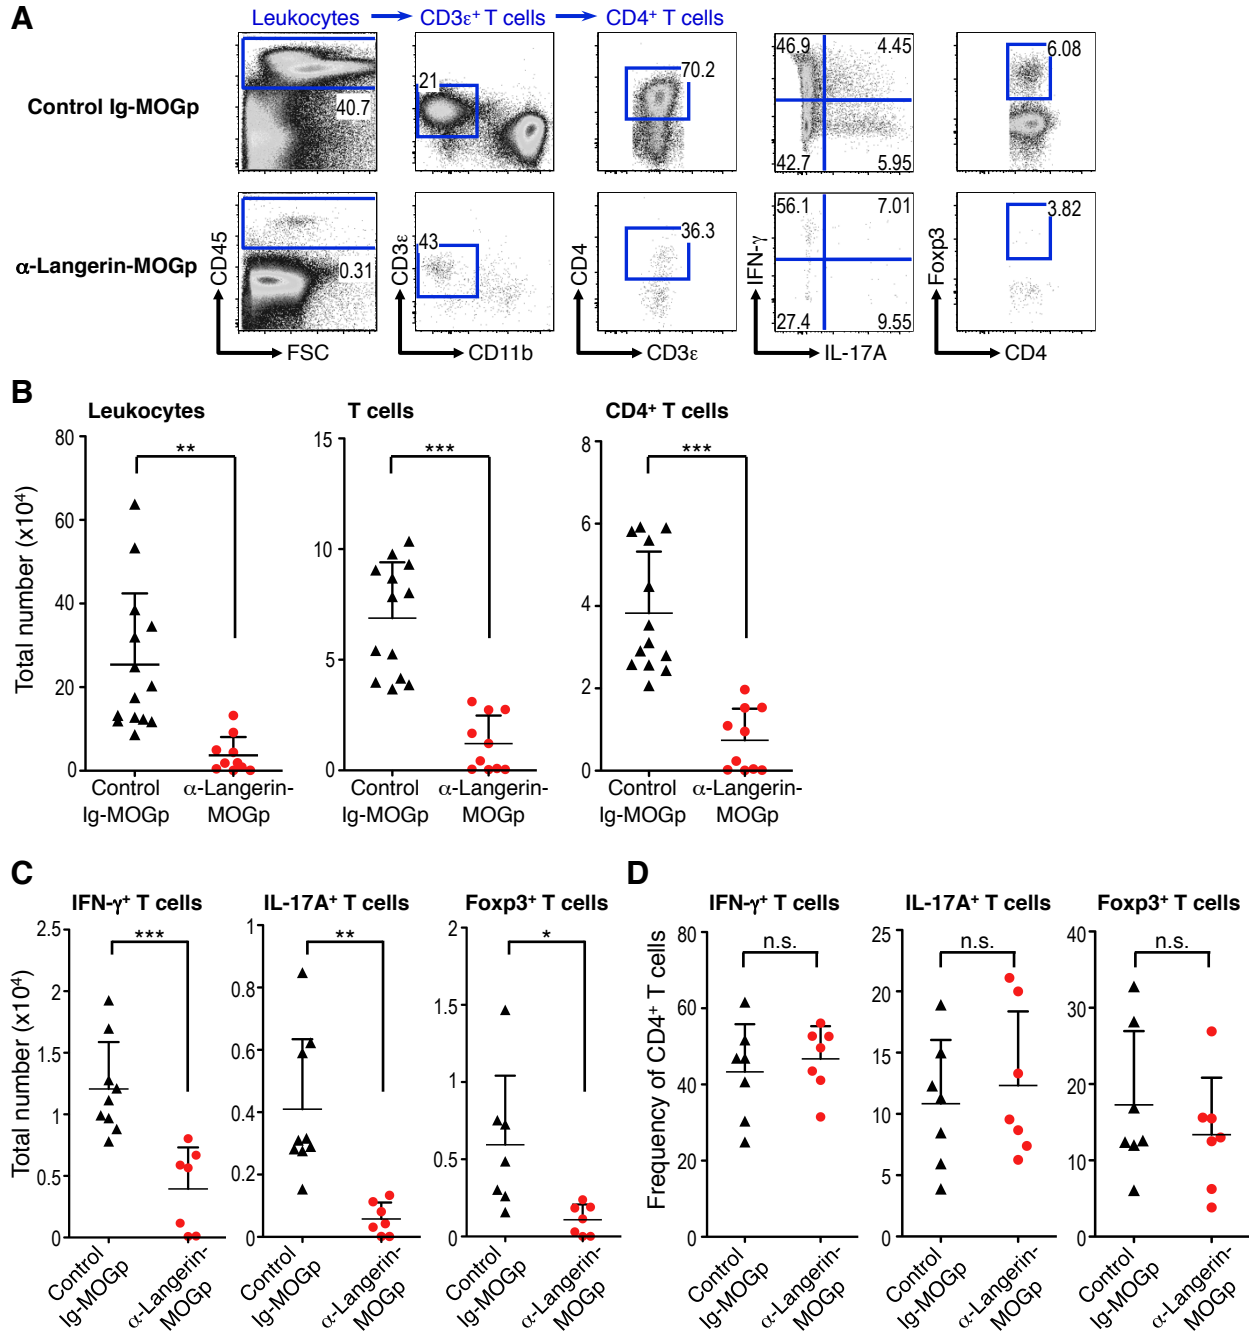 A
Leukocytes CD3ε+ T cells CD4+ T cells
Control Ig-MOGp
40.7
21
70.2
46.9 4.45
42.7 5.95
6.08
α-Langerin-MOGp
0.31
43
36.3
56.1 7.01
27.4 9.55
3.82
CD45
FSC
CD3ε
CD11b
CD4
CD3ε
IFN-γ
IL-17A
Foxp3
CD4
B
Leukocytes
T cells
CD4+ T cells
Total number (x10⁴)
80
60
40
20
0
**
Control
Ig-MOGp
α-Langerin-
MOGp
15
10
5
0
***
Control
Ig-MOGp
α-Langerin-
MOGp
8
6
4
2
0
***
Control
Ig-MOGp
α-Langerin-
MOGp
C
IFN-γ+ T cells
IL-17A+ T cells
Foxp3+ T cells
Total number (x10⁴)
2.5
2
1.5
1
0.5
0
***
Control
Ig-MOGp
α-Langerin-
MOGp
1
0.8
0.6
0.4
0.2
0
**
Control
Ig-MOGp
α-Langerin-
MOGp
2
1.5
1
0.5
0
*
Control
Ig-MOGp
α-Langerin-
MOGp
D
IFN-γ+ T cells
IL-17A+ T cells
Foxp3+ T cells
Frequency of CD4+ T cells
80
60
40
20
0
n.s.
Control
Ig-MOGp
α-Langerin-
MOGp
25
20
15
10
5
0
n.s.
Control
Ig-MOGp
α-Langerin-
MOGp
40
30
20
10
0
n.s.
Control
Ig-MOGp
α-Langerin-
MOGp